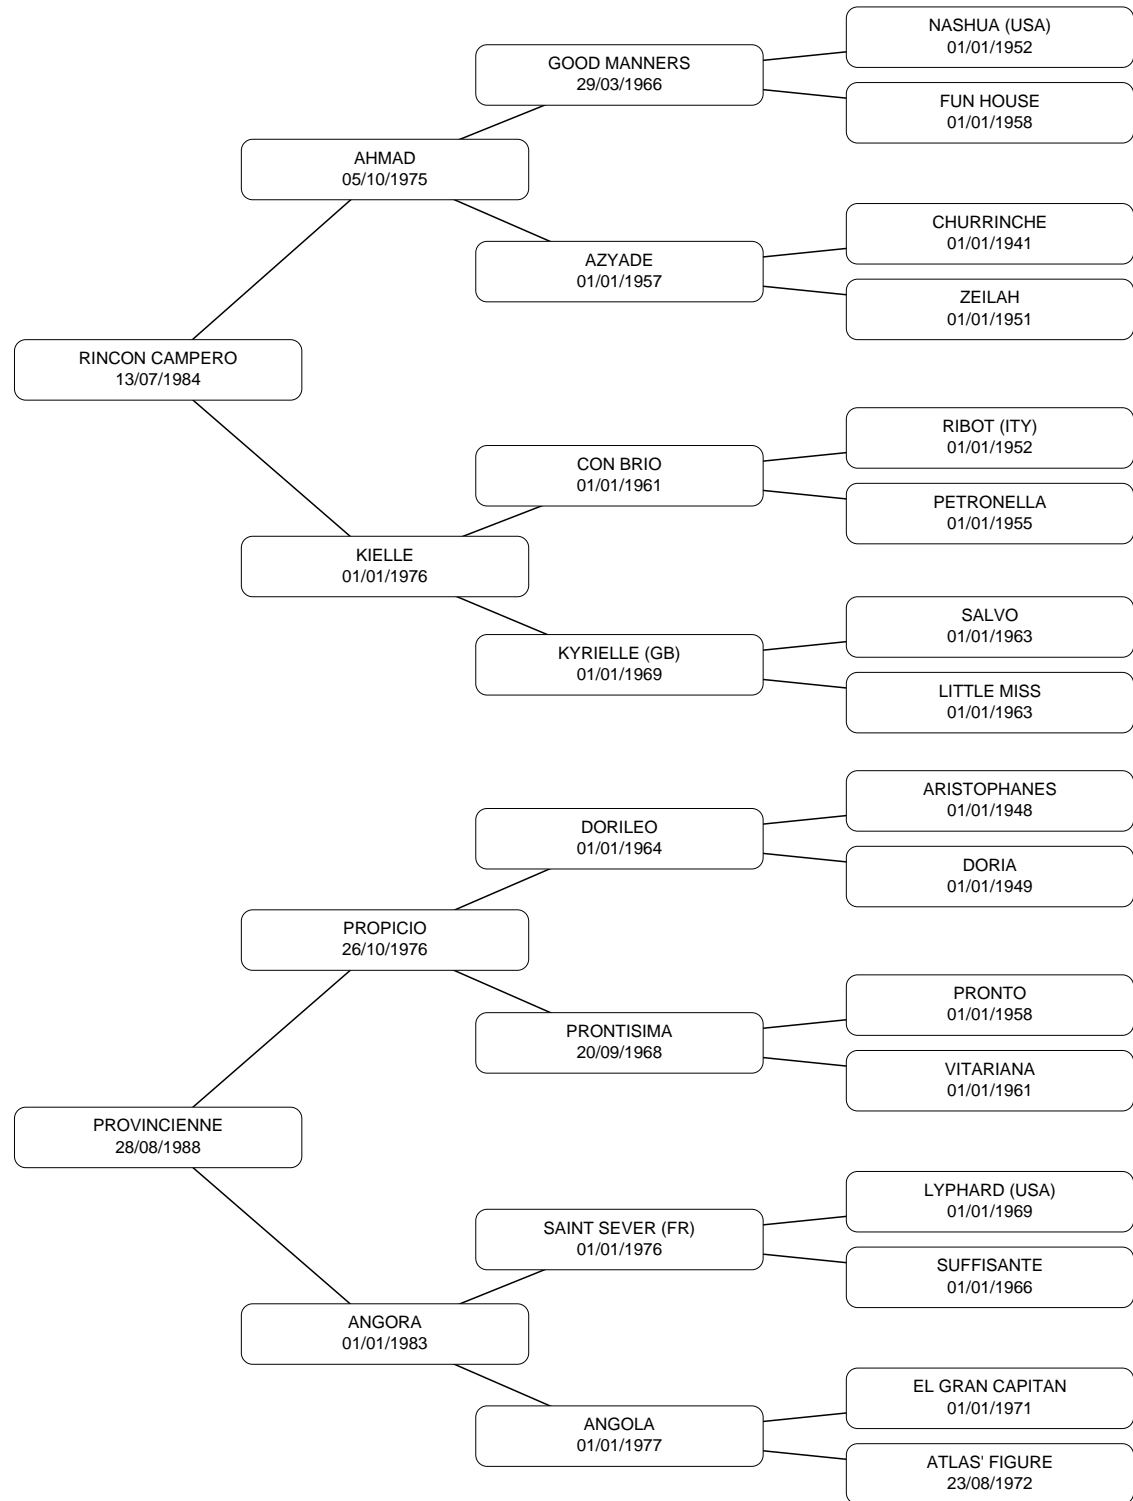 NASHUA (USA)
01/01/1952
GOOD MANNERS
29/03/1966
FUN HOUSE
01/01/1958
AHMAD
05/10/1975
CHURRINCHE
01/01/1941
AZYADE
01/01/1957
ZEILAH
01/01/1951
RINCON CAMPERO
13/07/1984
RIBOT (ITY)
01/01/1952
CON BRIO
01/01/1961
PETRONELLA
01/01/1955
KIELLE
01/01/1976
SALVO
01/01/1963
KYRIELLE (GB)
01/01/1969
LITTLE MISS
01/01/1963
ARISTOPHANES
01/01/1948
DORILEO
01/01/1964
DORIA
01/01/1949
PROPICIO
26/10/1976
PRONTO
01/01/1958
PRONTISIMA
20/09/1968
VITARIANA
01/01/1961
PROVINCIENNE
28/08/1988
LYPHARD (USA)
01/01/1969
SAINT SEVER (FR)
01/01/1976
SUFFISANTE
01/01/1966
ANGORA
01/01/1983
EL GRAN CAPITAN
01/01/1971
ANGOLA
01/01/1977
ATLAS' FIGURE
23/08/1972